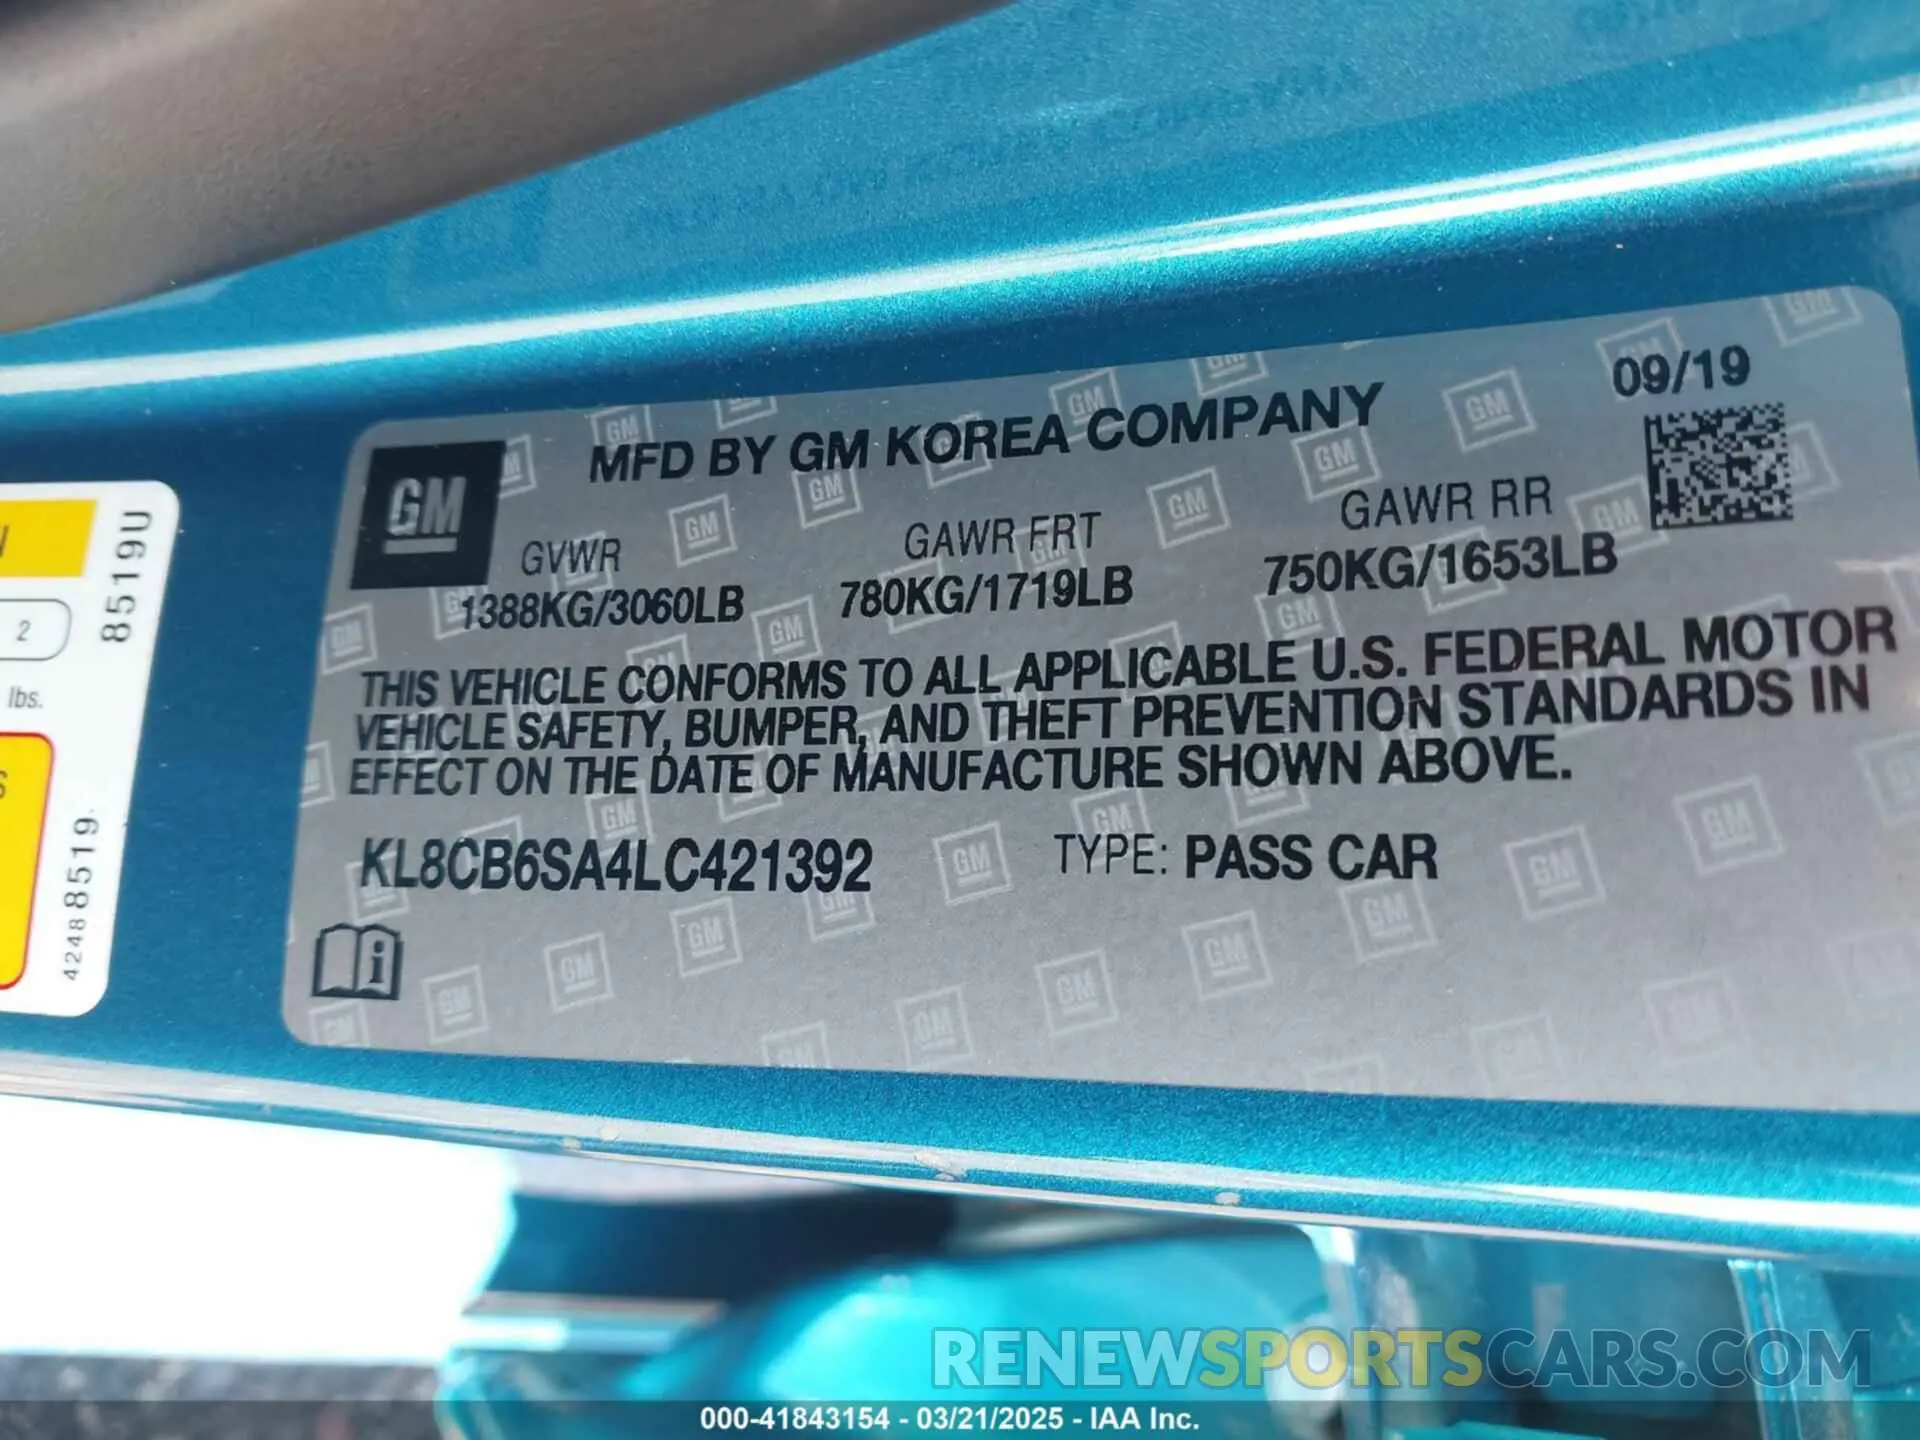 MFD BY GM KOREA COMPANY
09/19
GM
GVWR
GAWR FRT
GAWR RR
1388KG/3060LB
780KG/1719LB
750KG/1653LB
THIS VEHICLE CONFORMS TO ALL APPLICABLE U.S. FEDERAL MOTOR
VEHICLE SAFETY, BUMPER, AND THEFT PREVENTION STANDARDS IN
EFFECT ON THE DATE OF MANUFACTURE SHOWN ABOVE.
KL8CB6SA4LC421392
TYPE: PASS CAR
8519U
2
lbs.
42488519
RENEWSPORTSCARS.COM
000-41843154 - 03/21/2025 - IAA Inc.